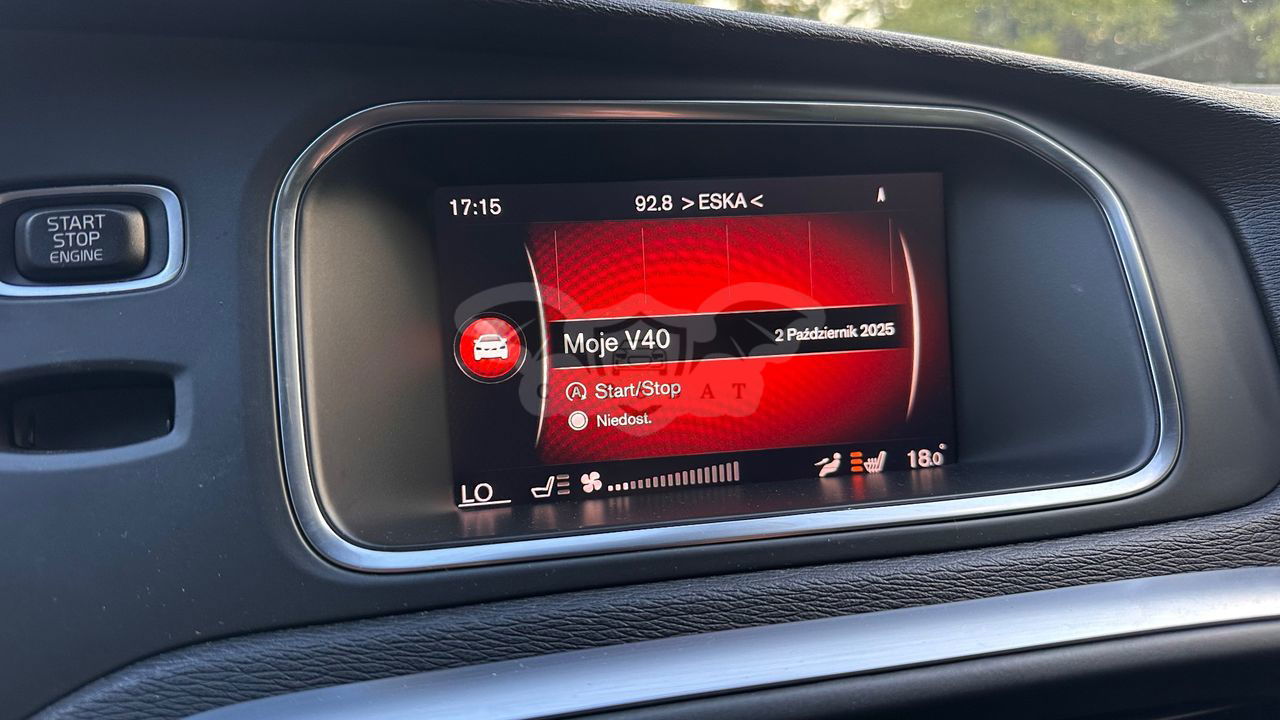 START
STOP
ENGINE
17:15
92.8 >ESKA<
Moje V40
2 Październik 2025
Start/Stop
Niedost.
LO
18.0°